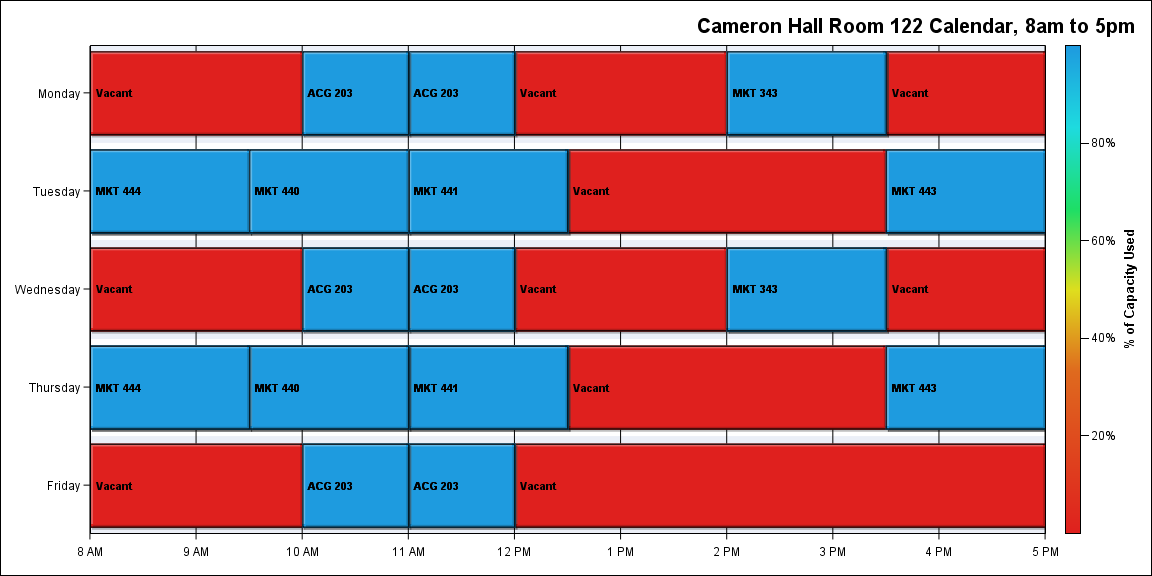 Cameron Hall Room 122 Calendar, 8am to 5pm
Monday Vacant ACG 203 ACG 203 Vacant MKT 343 Vacant
Tuesday MKT 444 MKT 440 MKT 441 Vacant MKT 443
Wednesday Vacant ACG 203 ACG 203 Vacant MKT 343 Vacant
Thursday MKT 444 MKT 440 MKT 441 Vacant MKT 443
Friday Vacant ACG 203 ACG 203 Vacant
8 AM 9 AM 10 AM 11 AM 12 PM 1 PM 2 PM 3 PM 4 PM 5 PM
80%
60%
40%
20%
% of Capacity Used